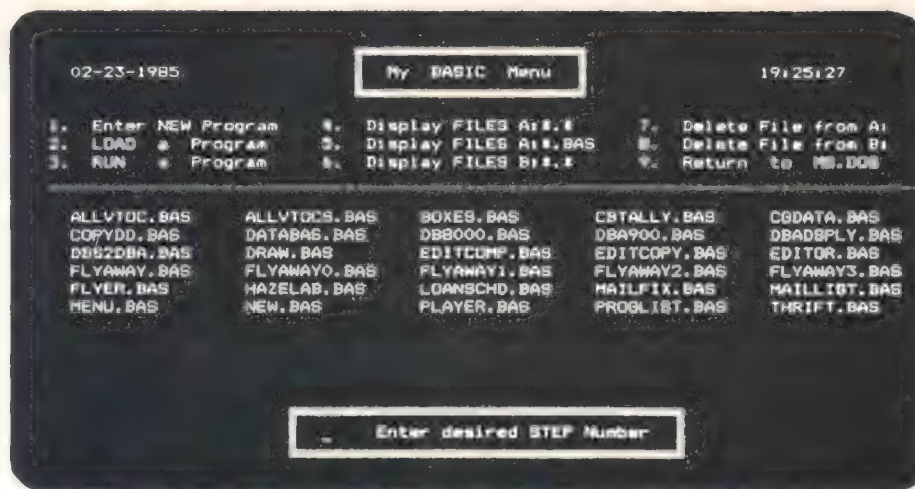 02-23-1985 My BASIC Menu 19:25:27
1. Enter NEW Program 4. Display FILES A:*.* 7. Delete File from A:
2. LOAD a Program 5. Display FILES A:*.BAS 8. Delete File from B:
3. RUN a Program 6. Display FILES B:*.* 9. Return to MS.DOS
ALLVTOC.BAS ALLVTOCS.BAS BOXES.BAS CBTALLY.BAS CGDATA.BAS
COPYDD.BAS DATABAS.BAS DB8000.BAS DBA900.BAS DBADSPLY.BAS
DBS2DBA.BAS DRAW.BAS EDITCOMP.BAS EDITCOPY.BAS EDITOR.BAS
FLYAWAY.BAS FLYAWAYO.BAS FLYAWAY1.BAS FLYAWAY2.BAS FLYAWAY3.BAS
FLYER.BAS HAZELAB.BAS LOANSCHD.BAS MAILFIX.BAS MAILLIST.BAS
MENU.BAS NEW.BAS PLAYER.BAS PROGLIST.BAS THRIFT.BAS
Enter desired STEP Number